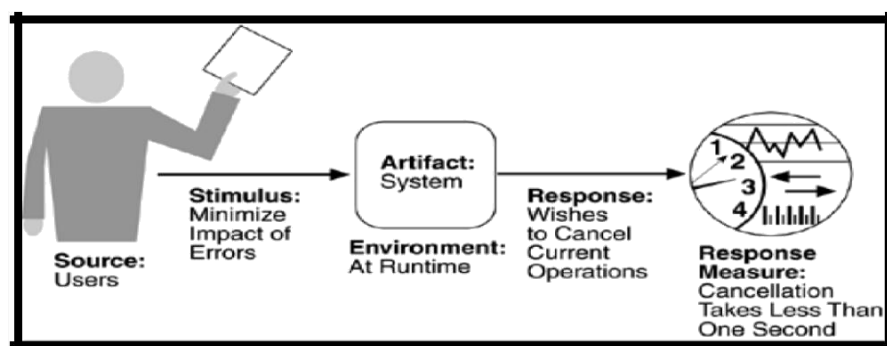 Source:
Users
Stimulus:
Minimize
Impact of
Errors
Artifact:
System
Environment:
At Runtime
Response:
Wishes
to Cancel
Current
Operations
1
2
3
4
Response
Measure:
Cancellation
Takes Less Than
One Second